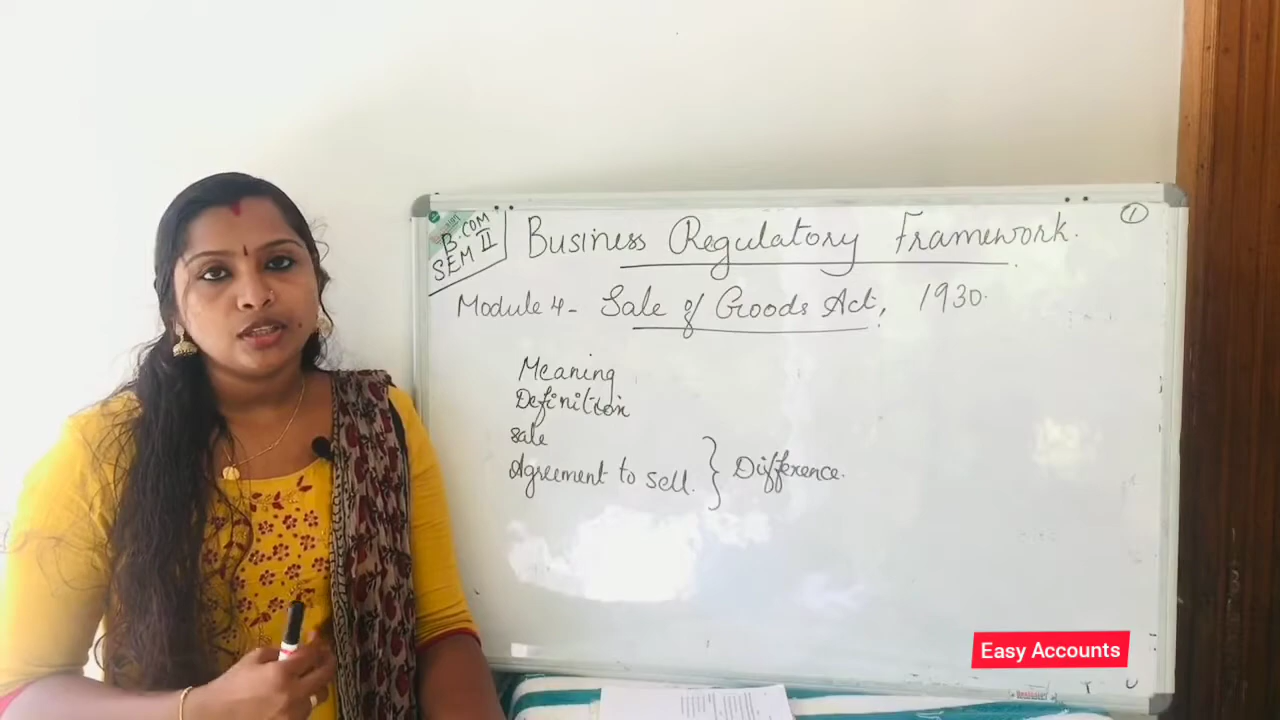 B.COM
SEM II
Business Regulatory Framework.
1
Module 4 - Sale of Goods Act, 1930.
Meaning
Definition
Sale
Agreement to sell. } Difference.
Easy Accounts